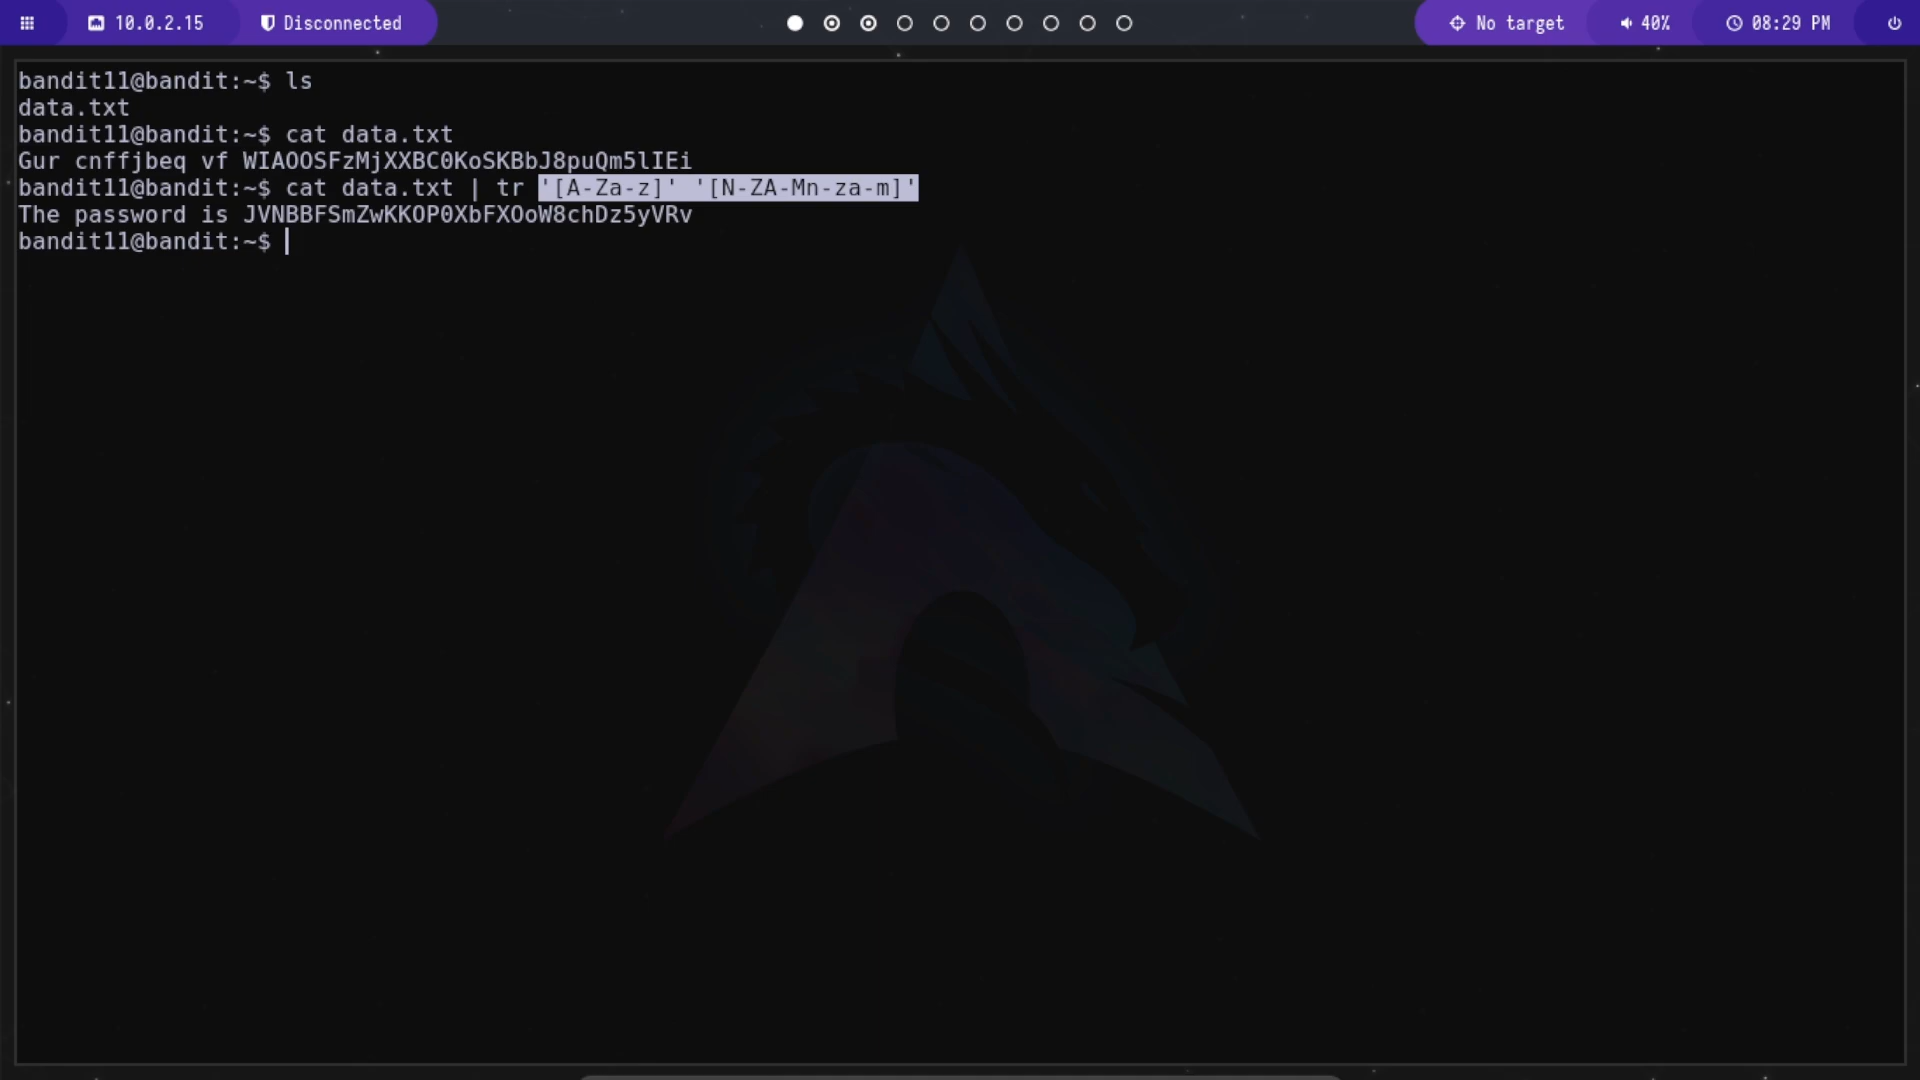 10.0.2.15 Disconnected No target 40% 08:29 PM
bandit11@bandit:~$ ls
data.txt
bandit11@bandit:~$ cat data.txt
Gur cnffjbeq vf WIAOOSFzMjXXBC0KoSKBbJ8puQm5lIEi
bandit11@bandit:~$ cat data.txt | tr '[A-Za-z]' '[N-ZA-Mn-za-m]'
The password is JVNBBFSmZwKKOP0XbFXOoW8chDz5yVRv
bandit11@bandit:~$